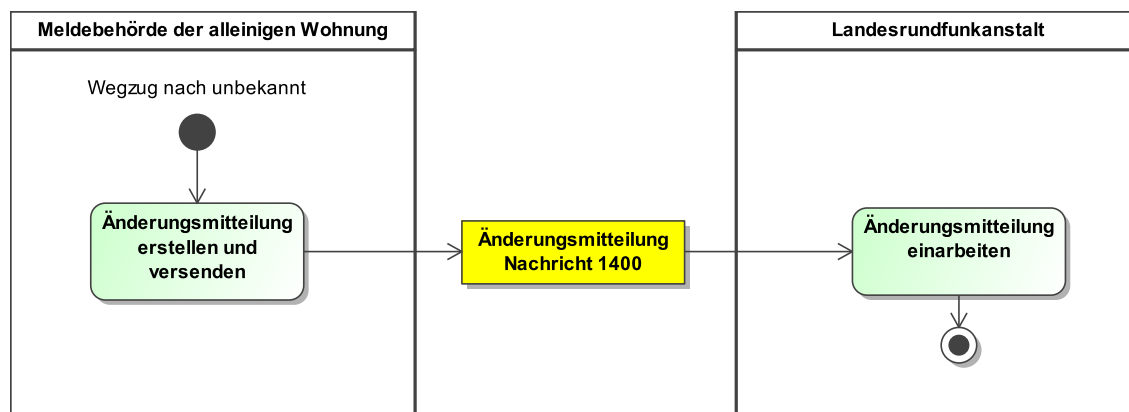 Meldebehörde der alleinigen Wohnung
Landesrundfunkanstalt
Wegzug nach unbekannt
Änderungsmitteilung
erstellen und
versenden
Änderungsmitteilung
Nachricht 1400
Änderungsmitteilung
einarbeiten